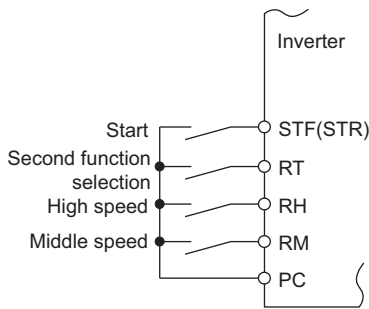 Inverter
Start
STF(STR)
Second function
selection
RT
High speed
RH
Middle speed
RM
PC